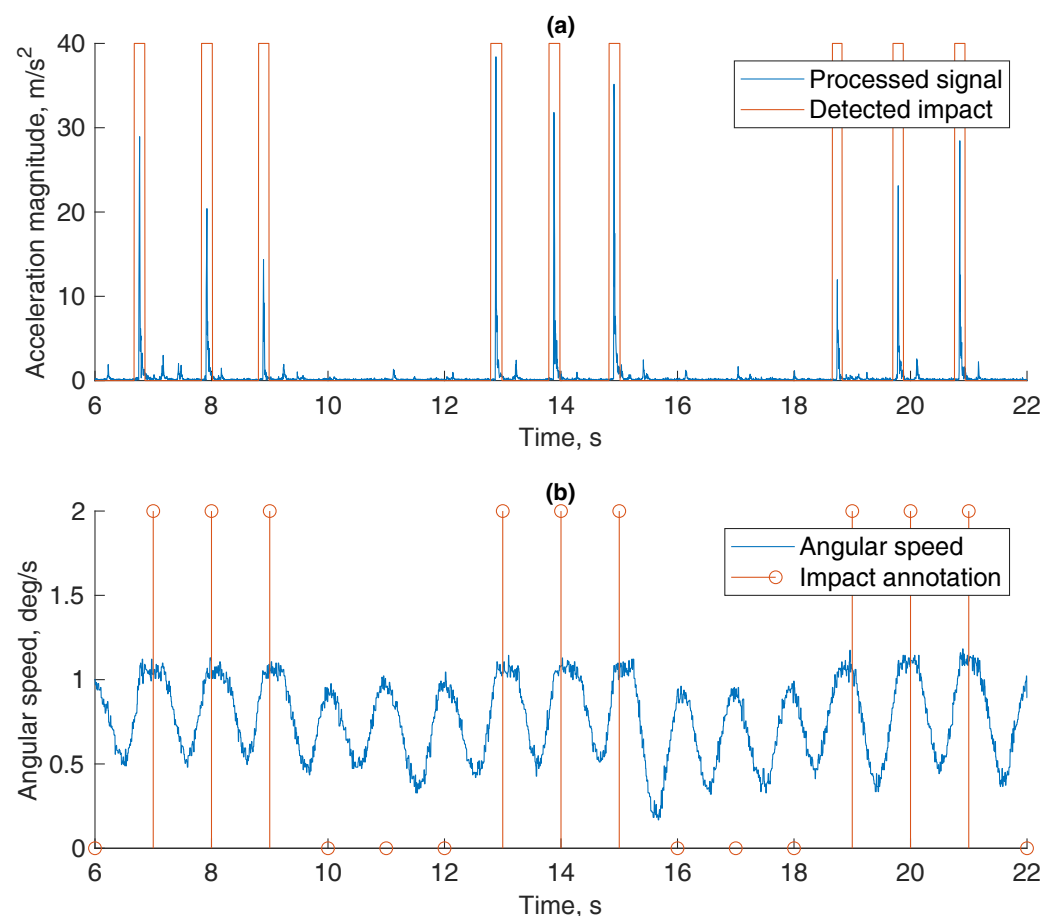 (a)
Acceleration magnitude, m/s²
40
30
20
10
0
Processed signal
Detected impact
6 8 10 12 14 16 18 20 22
Time, s
(b)
Angular speed, deg/s
2
1.5
1
0.5
0
Angular speed
Impact annotation
6 8 10 12 14 16 18 20 22
Time, s